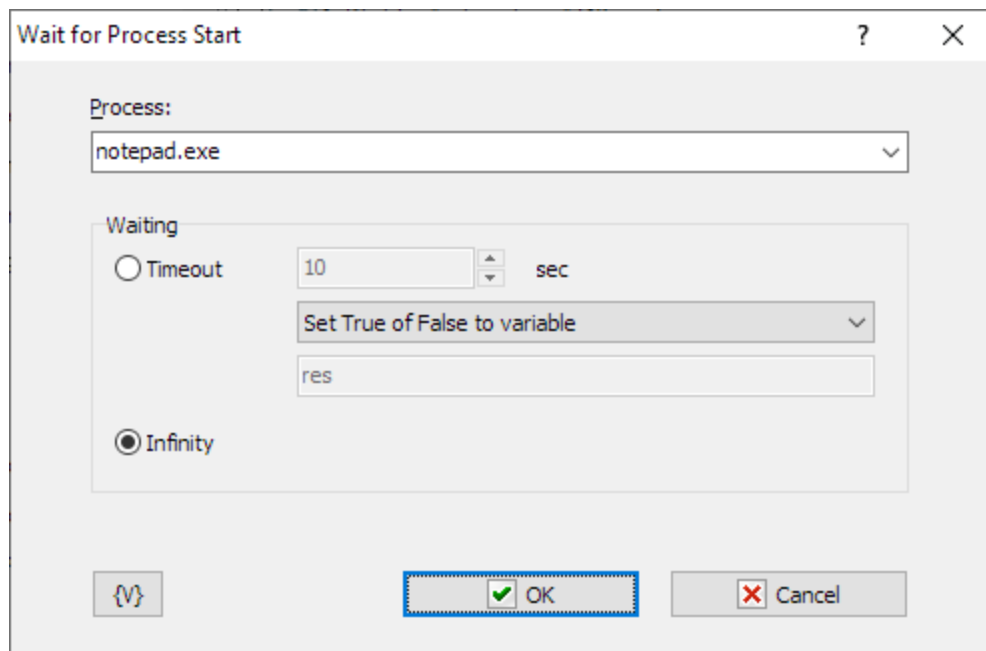 Wait for Process Start ?
Process:
notepad.exe
Waiting
Timeout 10 sec
Set True of False to variable
res
Infinity
{V} OK Cancel